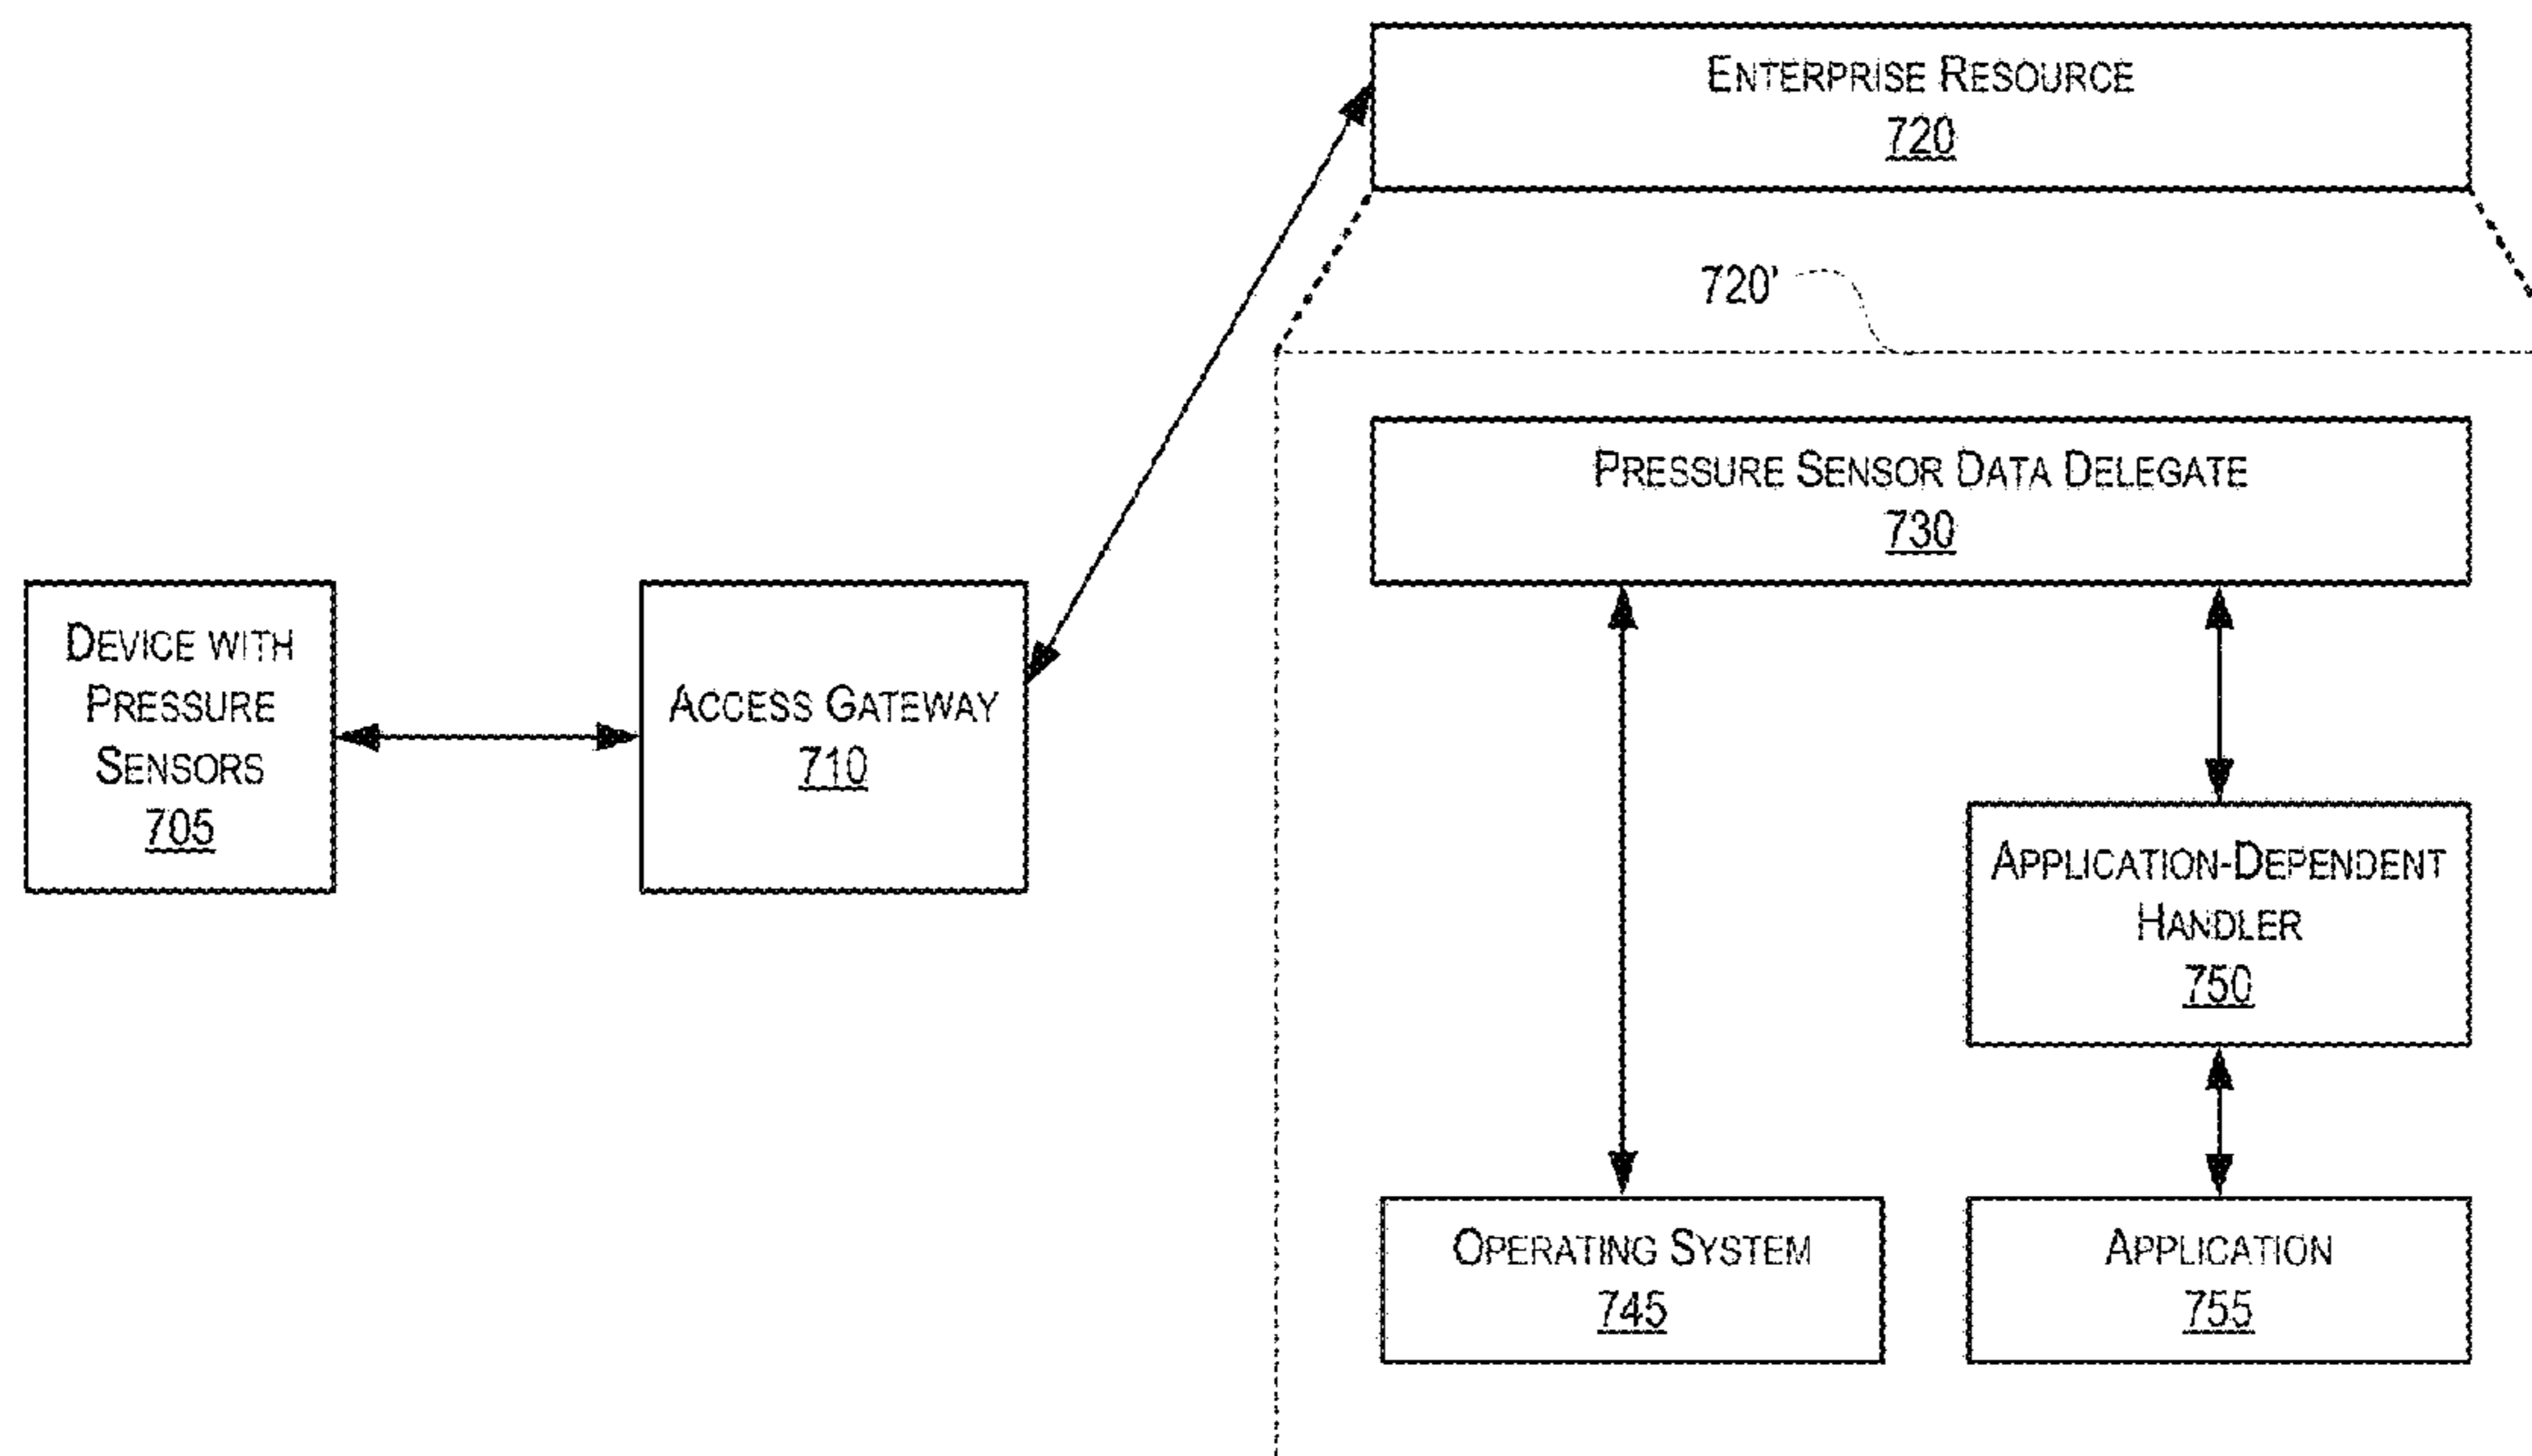 ENTERPRISE RESOURCE
720
720'
PRESSURE SENSOR DATA DELEGATE
730
DEVICE WITH
PRESSURE
SENSORS
705
ACCESS GATEWAY
710
APPLICATION-DEPENDENT
HANDLER
750
OPERATING SYSTEM
745
APPLICATION
755